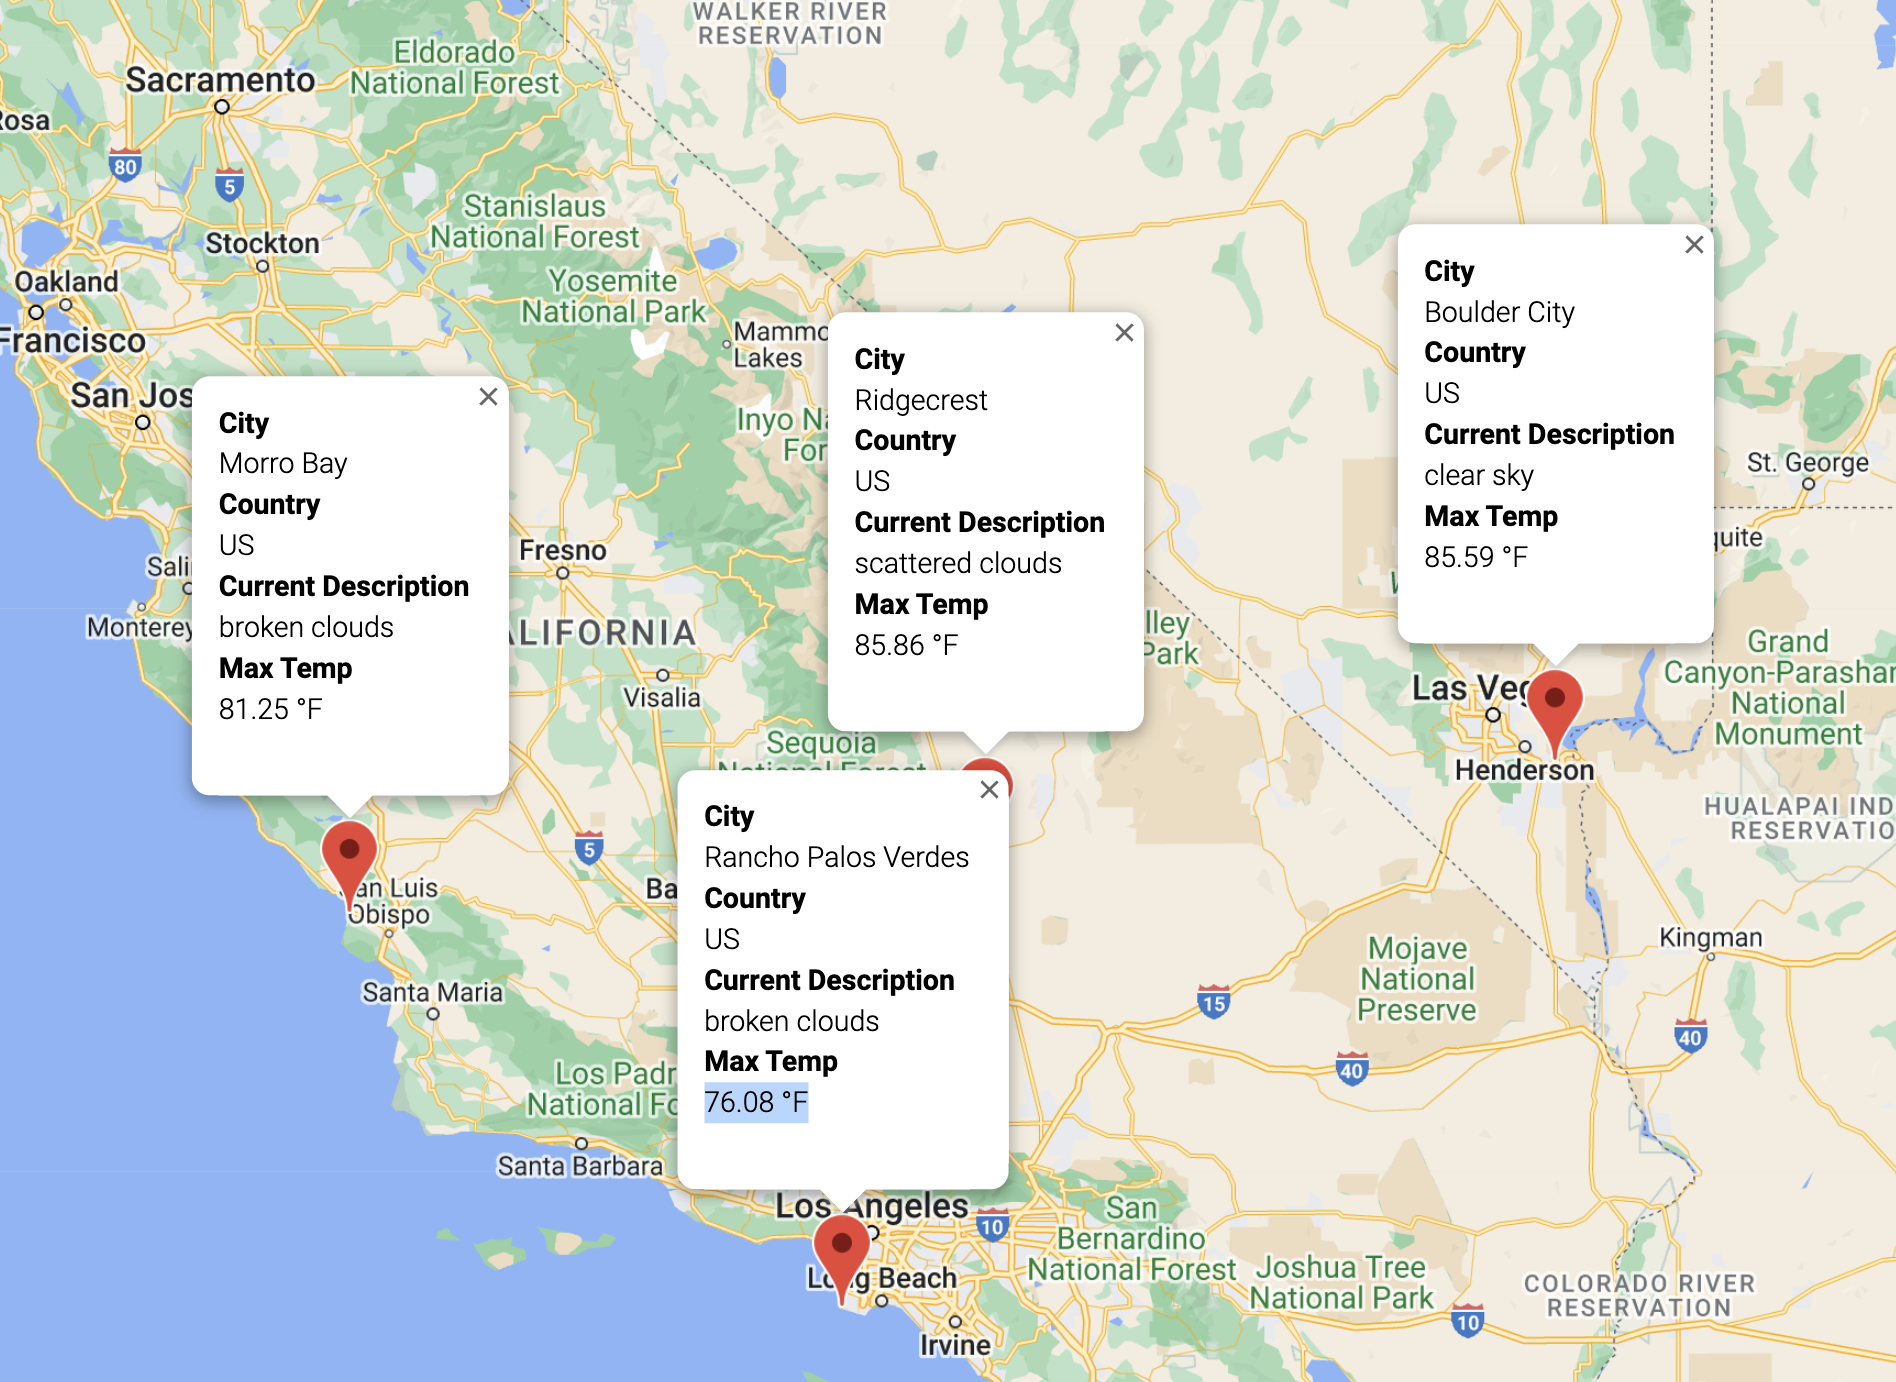 WALKER RIVER
RESERVATION
Eldorado
National Forest
Sacramento
Rosa
80
5
Stanislaus
National Forest
Stockton
Yosemite
National Park
Oakland
Francisco
Mammo
Lakes
San Jos
Inyo Na
For
City
Morro Bay
Country
US
Current Description
broken clouds
Max Temp
81.25 °F
City
Ridgecrest
Country
US
Current Description
scattered clouds
Max Temp
85.86 °F
City
Boulder City
Country
US
Current Description
clear sky
Max Temp
85.59 °F
St. George
quite
Fresno
Sali
Monterey
ALIFORNIA
Visalia
lley
Park
Grand
Canyon-Parashan
National
Monument
Las Veg
Henderson
Sequoia
National Forest
HUALAPAI IND
RESERVATIO
City
Rancho Palos Verdes
Country
US
Current Description
broken clouds
Max Temp
76.08 °F
5
Ba
San Luis
Obispo
Santa Maria
Kingman
Mojave
National
Preserve
15
40
40
Los Padr
National Fo
Santa Barbara
Los Angeles
10
San
Bernardino
National Forest
Long Beach
Joshua Tree
National Park
COLORADO RIVER
RESERVATION
10
Irvine